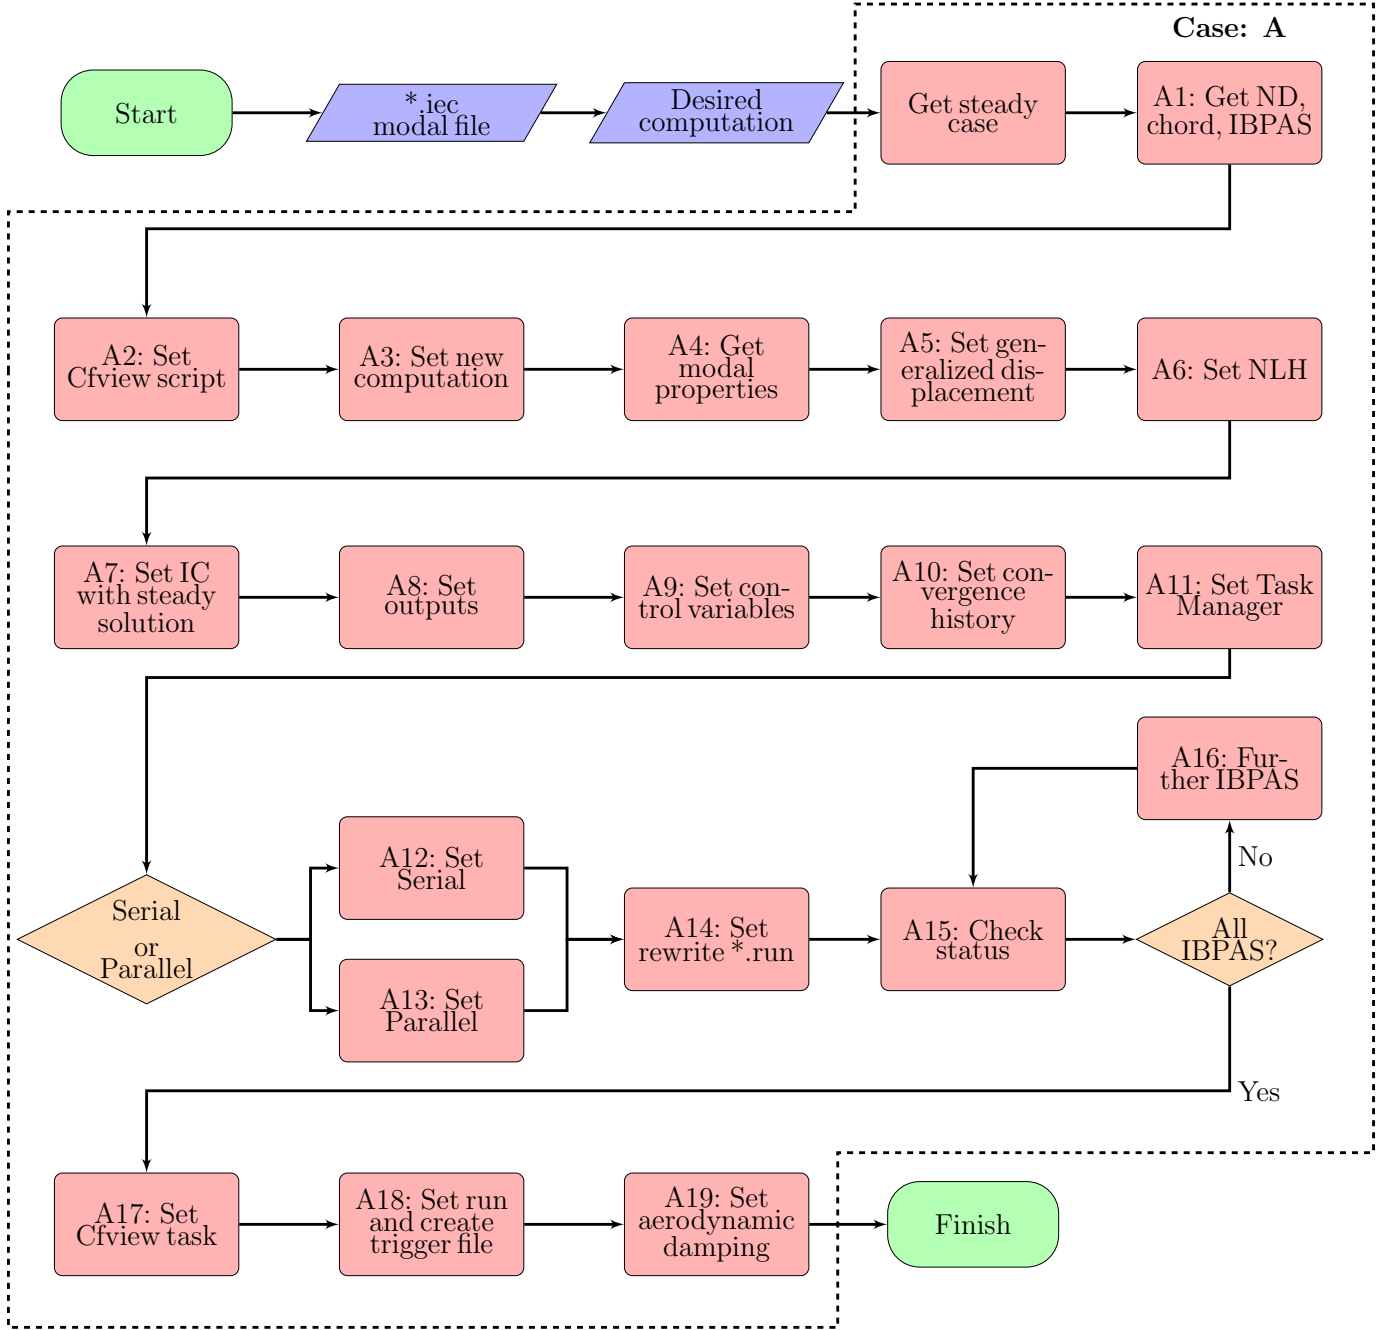 Case: A
Start
*.iec
modal file
Desired
computation
Get steady
case
A1: Get ND,
chord, IBPAS
A2: Set
Cfview script
A3: Set new
computation
A4: Get
modal
properties
A5: Set gen-
eralized dis-
placement
A6: Set NLH
A7: Set IC
with steady
solution
A8: Set
outputs
A9: Set con-
trol variables
A10: Set con-
vergence
history
A11: Set Task
Manager
A16: Fur-
ther IBPAS
No
Serial
or
Parallel
A12: Set
Serial
A13: Set
Parallel
A14: Set
rewrite *.run
A15: Check
status
All
IBPAS?
Yes
A17: Set
Cfview task
A18: Set run
and create
trigger file
A19: Set
aerodynamic
damping
Finish